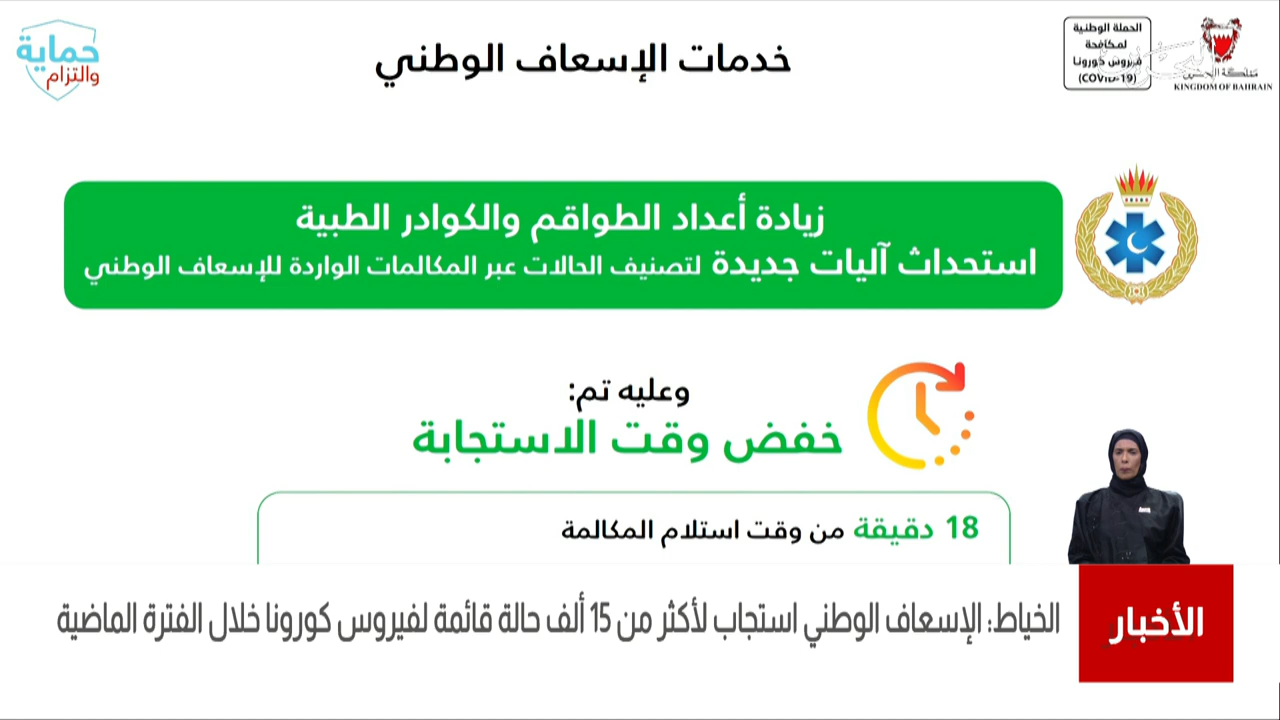 حماية
والتزام
خدمات الإسعاف الوطني
الحملة الوطنية
لمكافحة
فيروس كورونا
(COVID-19)
مملكة البحرين
KINGDOM OF BAHRAIN
زيادة أعداد الطواقم والكوادر الطبية
استحداث آليات جديدة لتصنيف الحالات عبر المكالمات الواردة للإسعاف الوطني
وعليه تم:
خفض وقت الاستجابة
18 دقيقة من وقت استلام المكالمة
الأخبار
الخياط: الإسعاف الوطني استجاب لأكثر من 15 ألف حالة قائمة لفيروس كورونا خلال الفترة الماضية